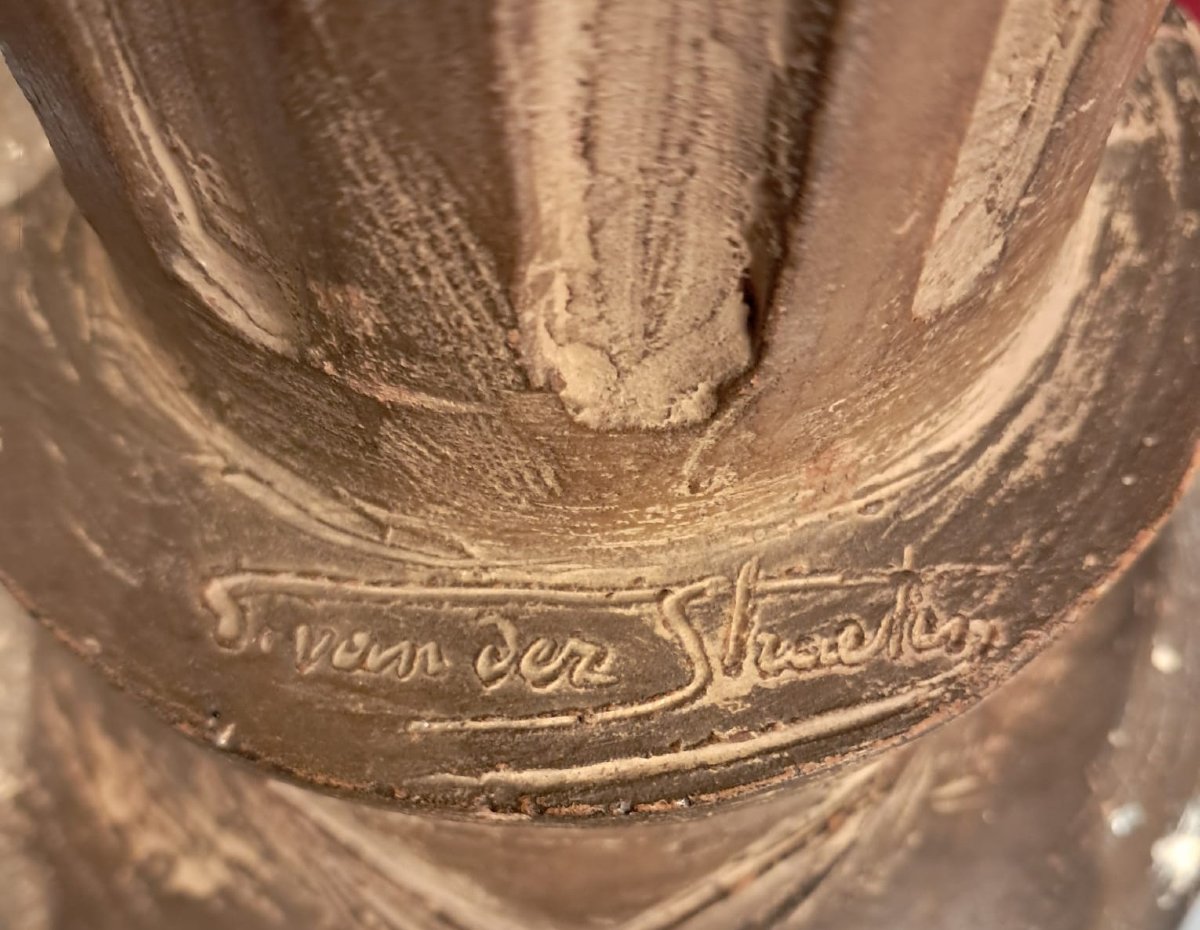 G. van der Straeten